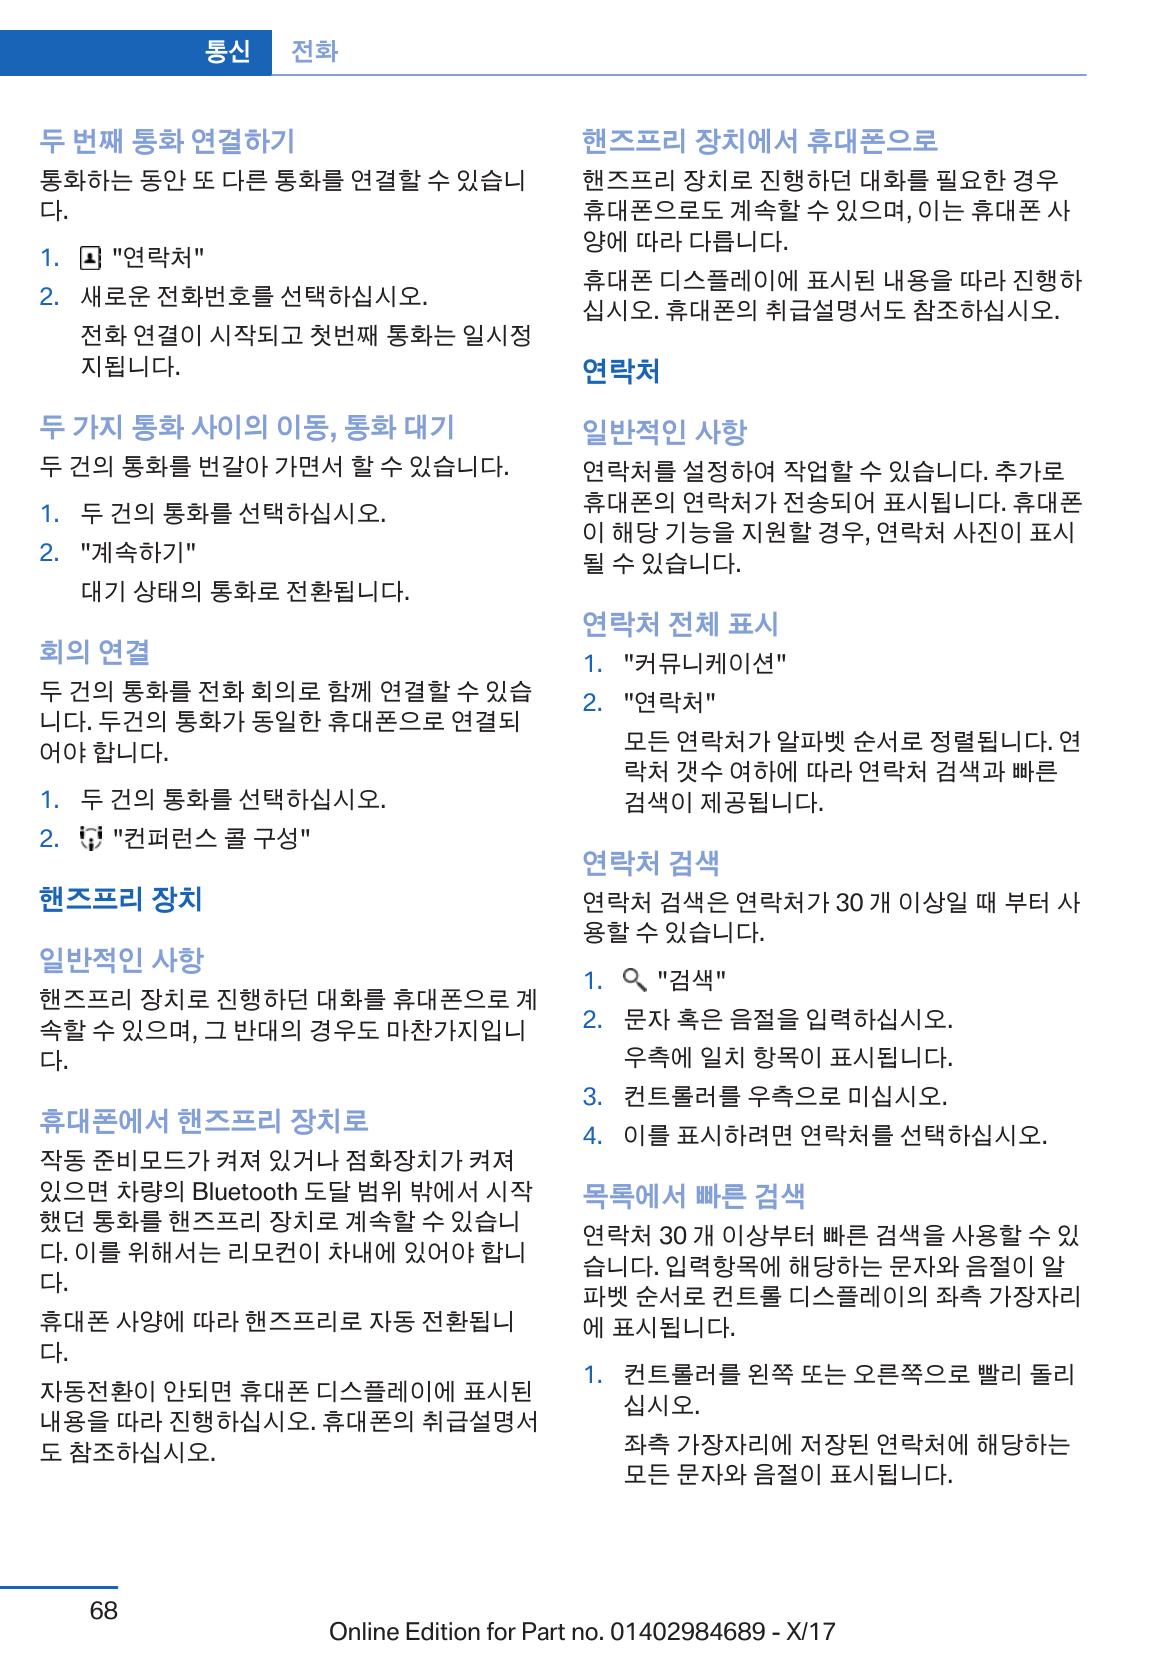 통신 전화
두 번째 통화 연결하기
통화하는 동안 또 다른 통화를 연결할 수 있습니
다.
1. "연락처"
2. 새로운 전화번호를 선택하십시오.
전화 연결이 시작되고 첫번째 통화는 일시정
지됩니다.
두 가지 통화 사이의 이동, 통화 대기
두 건의 통화를 번갈아 가면서 할 수 있습니다.
1. 두 건의 통화를 선택하십시오.
2. "계속하기"
대기 상태의 통화로 전환됩니다.
회의 연결
두 건의 통화를 전화 회의로 함께 연결할 수 있습
니다. 두건의 통화가 동일한 휴대폰으로 연결되
어야 합니다.
1. 두 건의 통화를 선택하십시오.
2. "컨퍼런스 콜 구성"
핸즈프리 장치
일반적인 사항
핸즈프리 장치로 진행하던 대화를 휴대폰으로 계
속할 수 있으며, 그 반대의 경우도 마찬가지입니
다.
휴대폰에서 핸즈프리 장치로
작동 준비모드가 켜져 있거나 점화장치가 켜져
있으면 차량의 Bluetooth 도달 범위 밖에서 시작
했던 통화를 핸즈프리 장치로 계속할 수 있습니
다. 이를 위해서는 리모컨이 차내에 있어야 합니
다.
휴대폰 사양에 따라 핸즈프리로 자동 전환됩니
다.
자동전환이 안되면 휴대폰 디스플레이에 표시된
내용을 따라 진행하십시오. 휴대폰의 취급설명서
도 참조하십시오.
핸즈프리 장치에서 휴대폰으로
핸즈프리 장치로 진행하던 대화를 필요한 경우
휴대폰으로도 계속할 수 있으며, 이는 휴대폰 사
양에 따라 다릅니다.
휴대폰 디스플레이에 표시된 내용을 따라 진행하
십시오. 휴대폰의 취급설명서도 참조하십시오.
연락처
일반적인 사항
연락처를 설정하여 작업할 수 있습니다. 추가로
휴대폰의 연락처가 전송되어 표시됩니다. 휴대폰
이 해당 기능을 지원할 경우, 연락처 사진이 표시
될 수 있습니다.
연락처 전체 표시
1. "커뮤니케이션"
2. "연락처"
모든 연락처가 알파벳 순서로 정렬됩니다. 연
락처 갯수 여하에 따라 연락처 검색과 빠른
검색이 제공됩니다.
연락처 검색
연락처 검색은 연락처가 30 개 이상일 때 부터 사
용할 수 있습니다.
1. "검색"
2. 문자 혹은 음절을 입력하십시오.
우측에 일치 항목이 표시됩니다.
3. 컨트롤러를 우측으로 미십시오.
4. 이를 표시하려면 연락처를 선택하십시오.
목록에서 빠른 검색
연락처 30 개 이상부터 빠른 검색을 사용할 수 있
습니다. 입력항목에 해당하는 문자와 음절이 알
파벳 순서로 컨트롤 디스플레이의 좌측 가장자리
에 표시됩니다.
1. 컨트롤러를 왼쪽 또는 오른쪽으로 빨리 돌리
십시오.
좌측 가장자리에 저장된 연락처에 해당하는
모든 문자와 음절이 표시됩니다.
68
Online Edition for Part no. 01402984689 - X/17